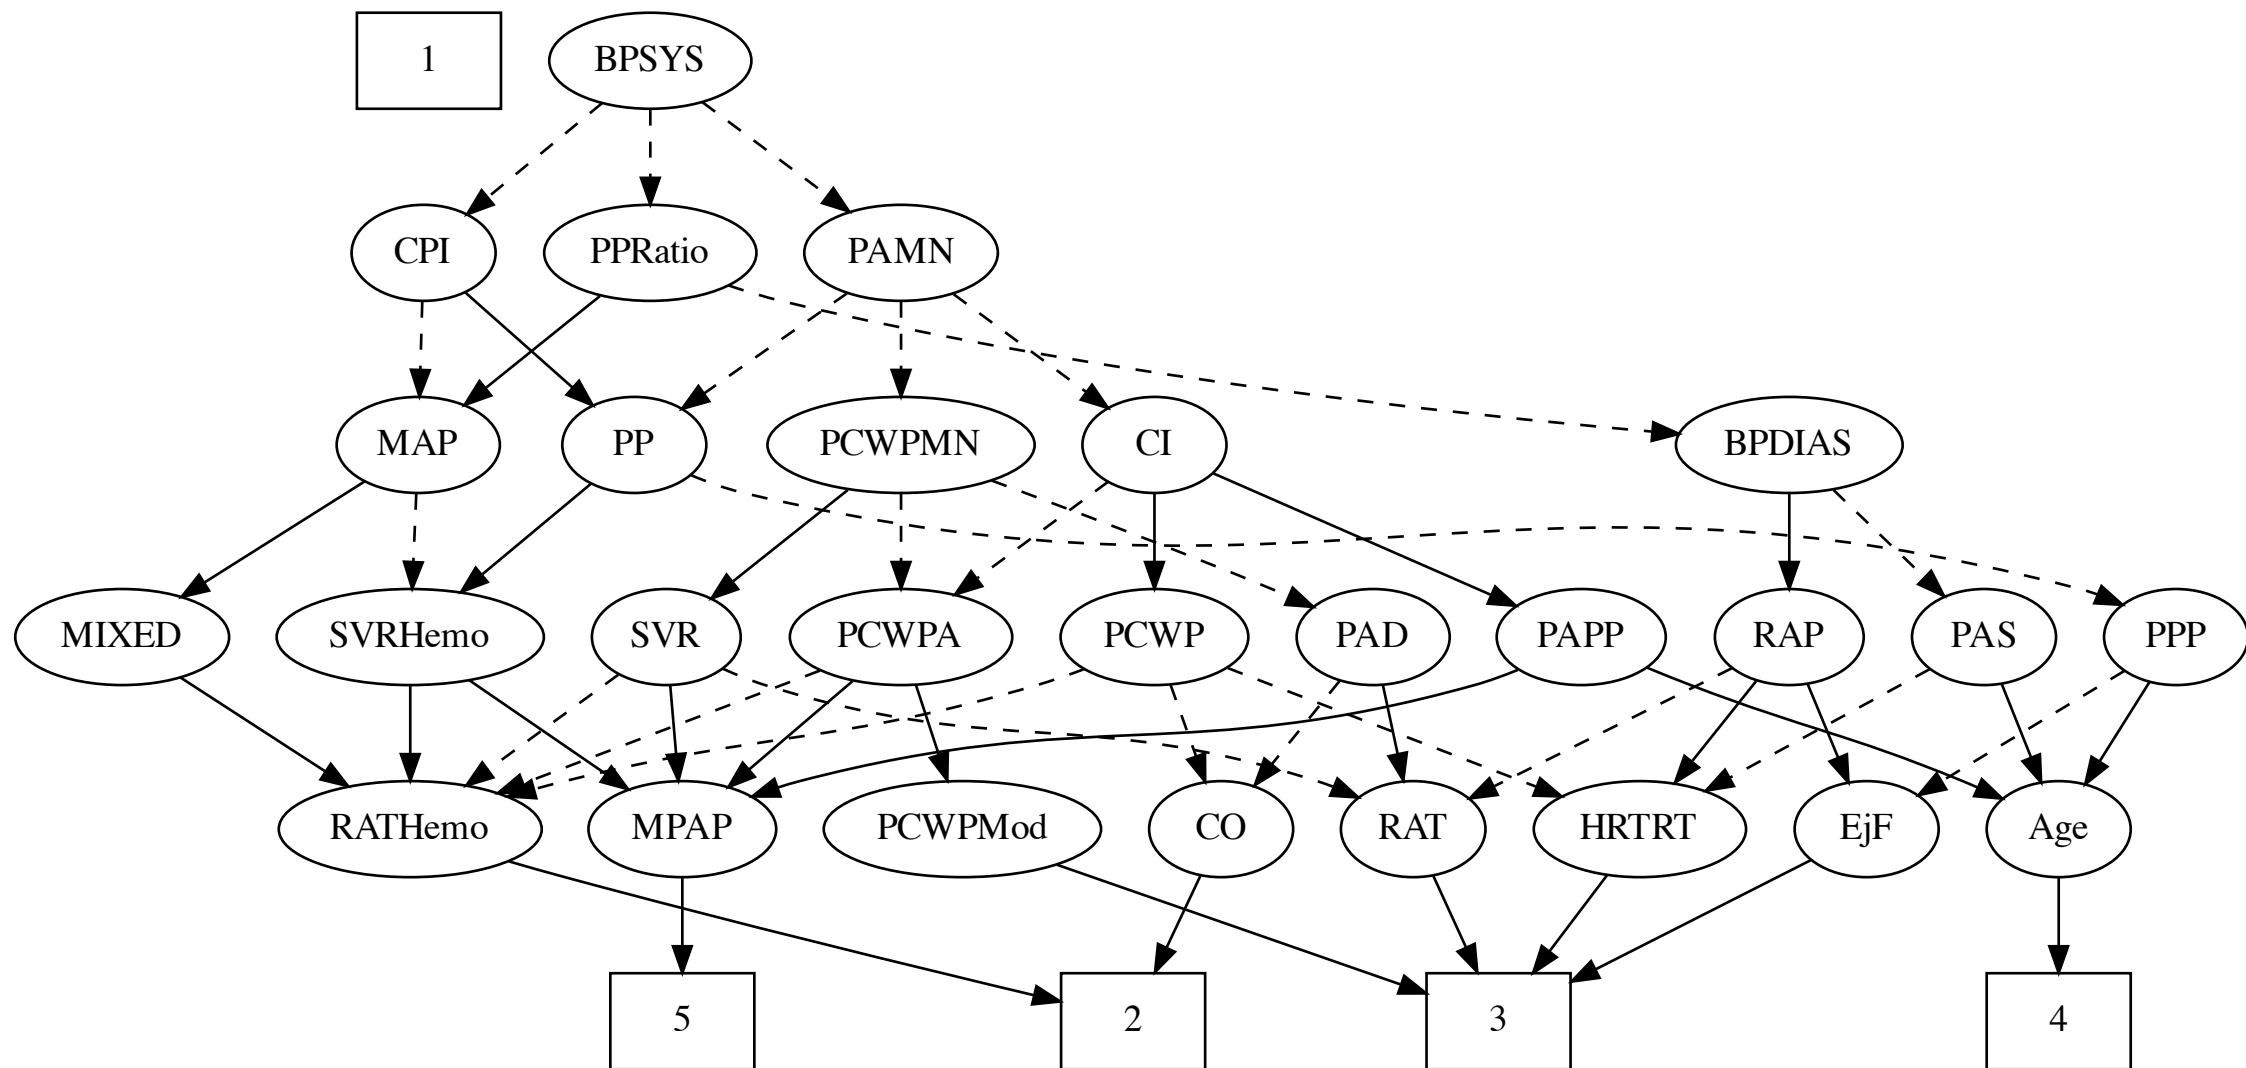 1
BPSYS
CPI
PPRatio
PAMN
MAP
PP
PCWPMN
CI
BPDIAS
MIXED
SVRHemo
SVR
PCWPA
PCWP
PAD
PAPP
RAP
PAS
PPP
RATHemo
MPAP
PCWPMod
CO
RAT
HRTRT
EjF
Age
5
2
3
4